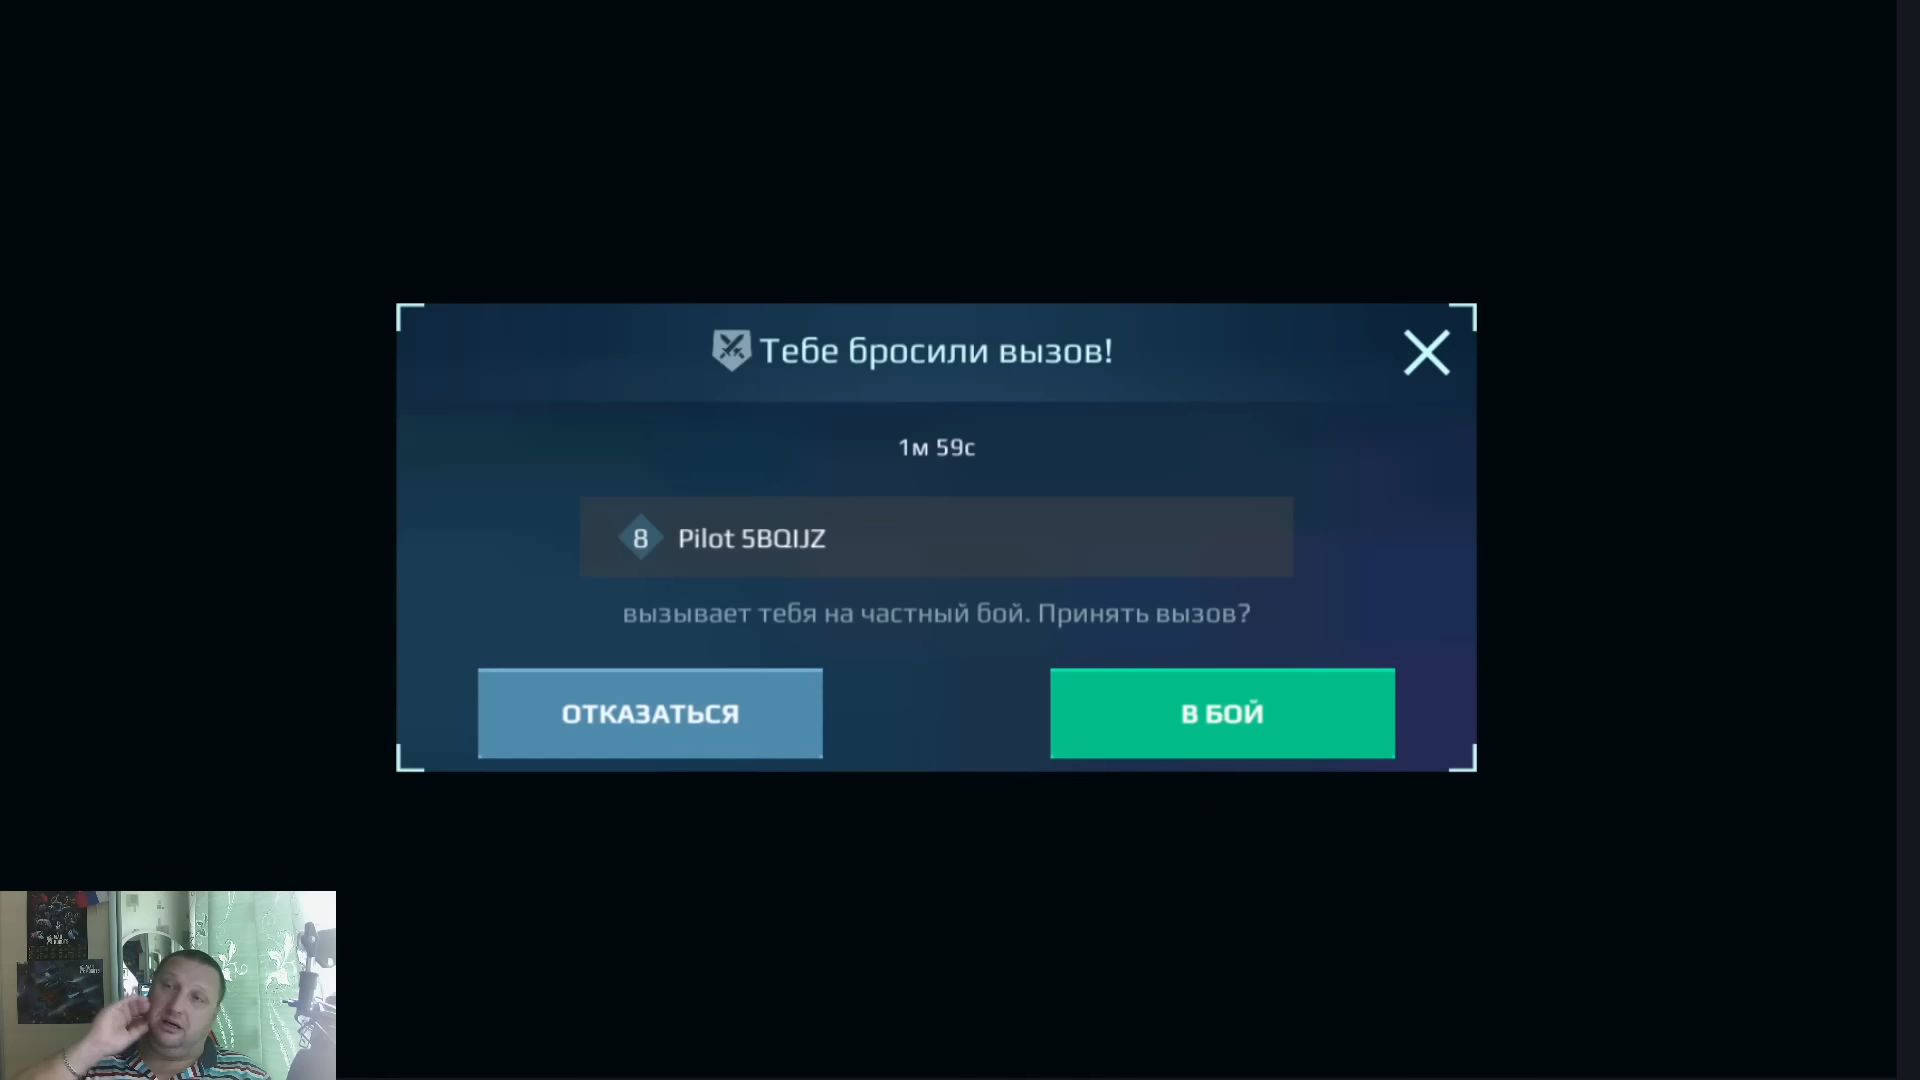 Тебе бросили вызов!
1м 59с
8 Pilot 5BQIJZ
вызывает тебя на частный бой. Принять вызов?
ОТКАЗАТЬСЯ
В БОЙ